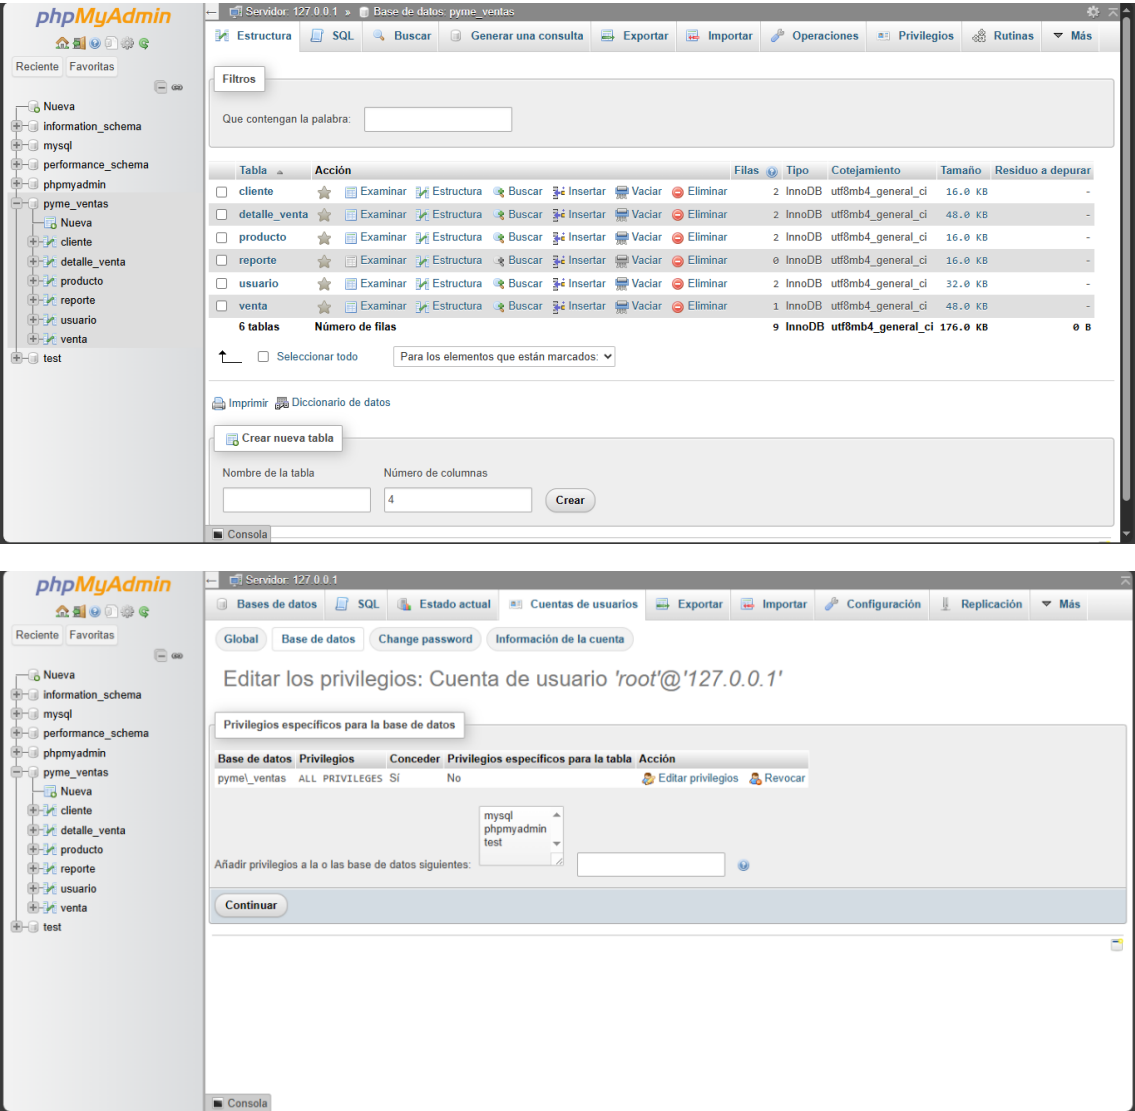 phpMyAdmin
Reciente Favoritas
Nueva
information_schema
mysql
performance_schema
phpmyadmin
pyme_ventas
Nueva
cliente
detalle_venta
producto
reporte
usuario
venta
test
Servidor: 127.0.0.1 » Base de datos: pyme_ventas
Estructura SQL Buscar Generar una consulta Exportar Importar Operaciones Privilegios Rutinas Más
Filtros
Que contengan la palabra:
Tabla Acción Filas Tipo Cotejamiento Tamaño Residuo a depurar
cliente Examinar Estructura Buscar Insertar Vaciar Eliminar 2 InnoDB utf8mb4_general_ci 16.0 KB -
detalle_venta Examinar Estructura Buscar Insertar Vaciar Eliminar 2 InnoDB utf8mb4_general_ci 48.0 KB -
producto Examinar Estructura Buscar Insertar Vaciar Eliminar 2 InnoDB utf8mb4_general_ci 16.0 KB -
reporte Examinar Estructura Buscar Insertar Vaciar Eliminar 0 InnoDB utf8mb4_general_ci 16.0 KB -
usuario Examinar Estructura Buscar Insertar Vaciar Eliminar 2 InnoDB utf8mb4_general_ci 32.0 KB -
venta Examinar Estructura Buscar Insertar Vaciar Eliminar 1 InnoDB utf8mb4_general_ci 48.0 KB -
6 tablas Número de filas 9 InnoDB utf8mb4_general_ci 176.0 KB 0 B
Seleccionar todo Para los elementos que están marcados:
Imprimir Diccionario de datos
Crear nueva tabla
Nombre de la tabla Número de columnas
4 Crear
Consola
phpMyAdmin
Reciente Favoritas
Nueva
information_schema
mysql
performance_schema
phpmyadmin
pyme_ventas
Nueva
cliente
detalle_venta
producto
reporte
usuario
venta
test
Servidor: 127.0.0.1
Bases de datos SQL Estado actual Cuentas de usuarios Exportar Importar Configuración Replicación Más
Global Base de datos Change password Información de la cuenta
Editar los privilegios: Cuenta de usuario 'root'@'127.0.0.1'
Privilegios específicos para la base de datos
Base de datos Privilegios Conceder Privilegios específicos para la tabla Acción
pyme\_ventas ALL PRIVILEGES Sí No Editar privilegios Revocar
mysql
phpmyadmin
test
Añadir privilegios a la o las base de datos siguientes:
Continuar
Consola